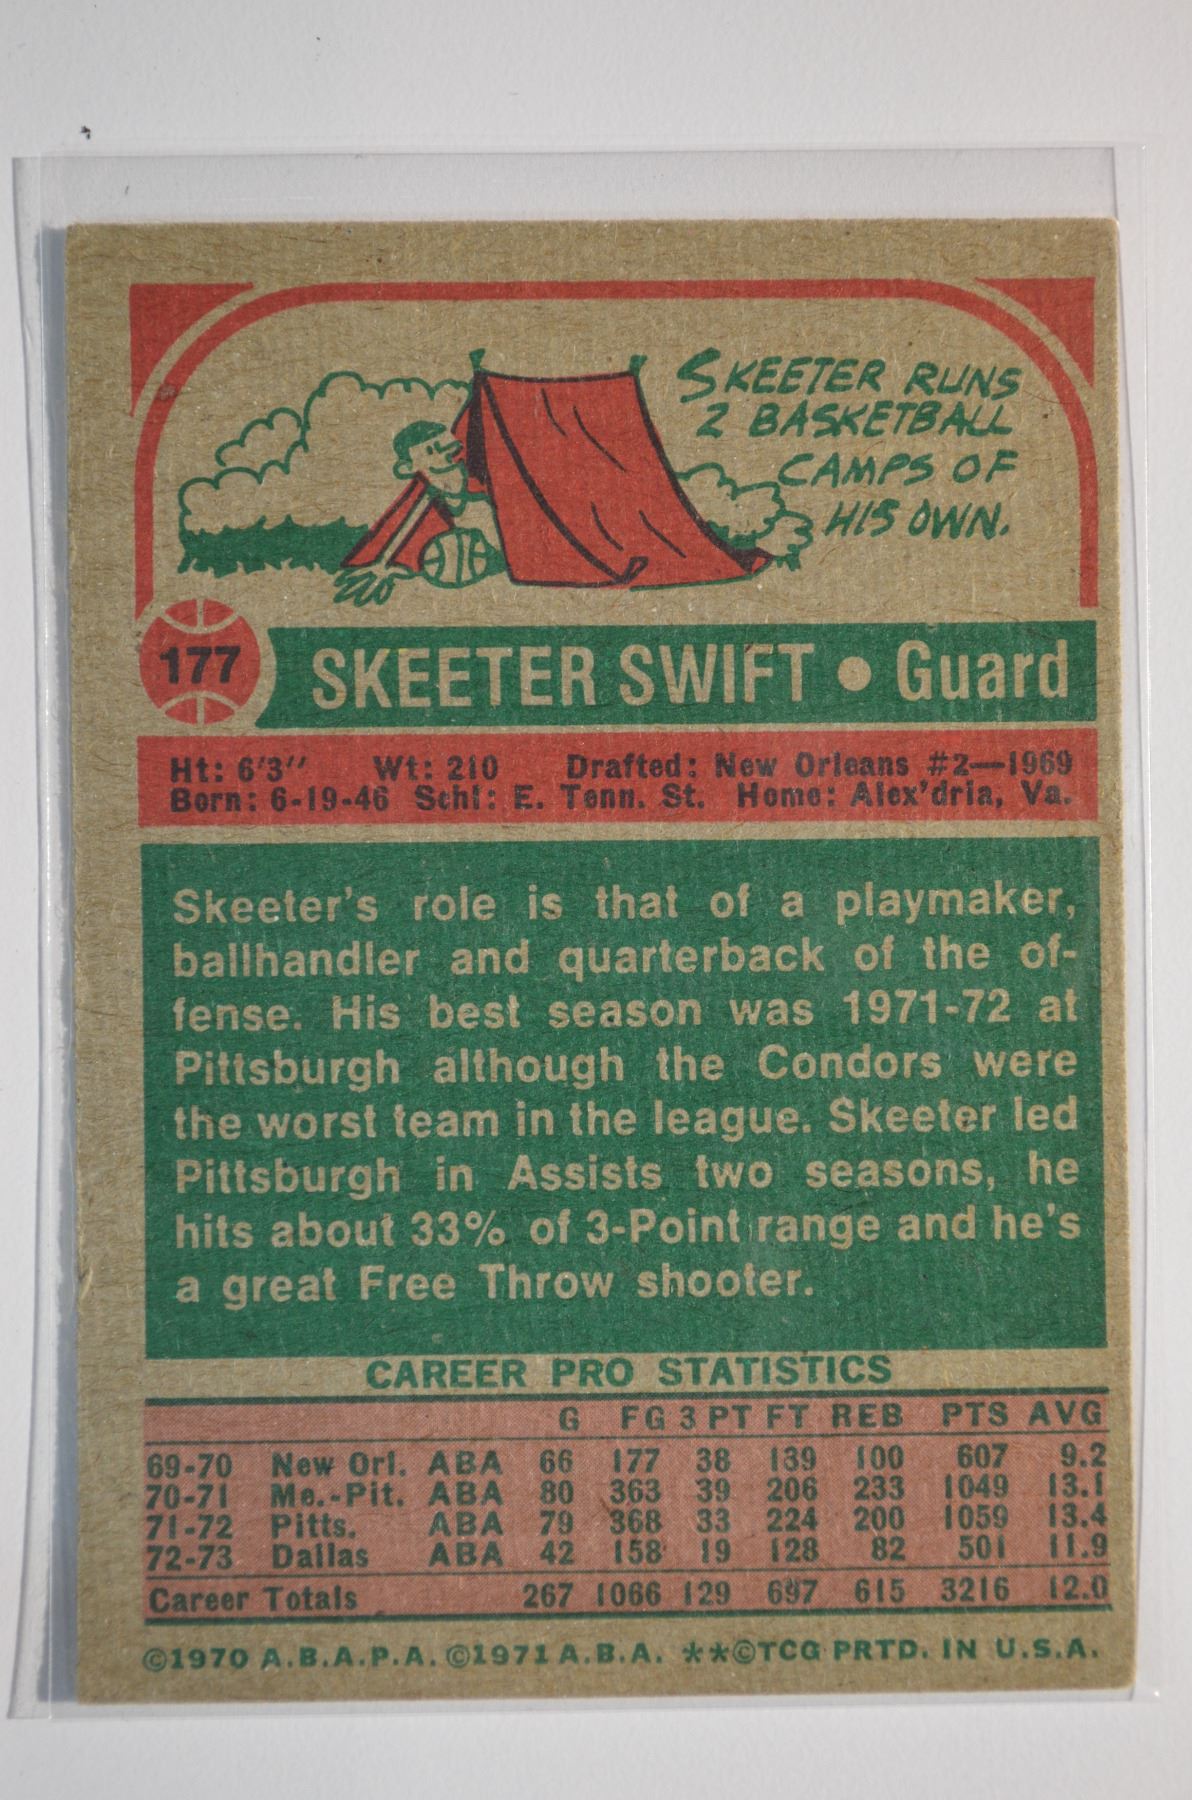 SKEETER RUNS
2 BASKETBALL
CAMPS OF
HIS OWN.
177 SKEETER SWIFT • Guard
Ht: 6'3" Wt: 210 Drafted: New Orleans #2—1969
Born: 6-19-46 Schl: E. Tenn. St. Home: Alex'dria, Va.
Skeeter's role is that of a playmaker,
ballhandler and quarterback of the of-
fense. His best season was 1971-72 at
Pittsburgh although the Condors were
the worst team in the league. Skeeter led
Pittsburgh in Assists two seasons, he
hits about 33% of 3-Point range and he's
a great Free Throw shooter.
CAREER PRO STATISTICS
G FG 3 PT FT REB PTS AVG
69-70 New Orl. ABA 66 177 38 139 100 607 9.2
70-71 Me.-Pit. ABA 80 363 39 206 233 1049 13.1
71-72 Pitts. ABA 79 368 33 224 200 1059 13.4
72-73 Dallas ABA 42 158 19 128 82 501 11.9
Career Totals 267 1066 129 697 615 3216 12.0
©1970 A.B.A.P.A. ©1971 A.B.A. **©TCG PRTD. IN U.S.A.